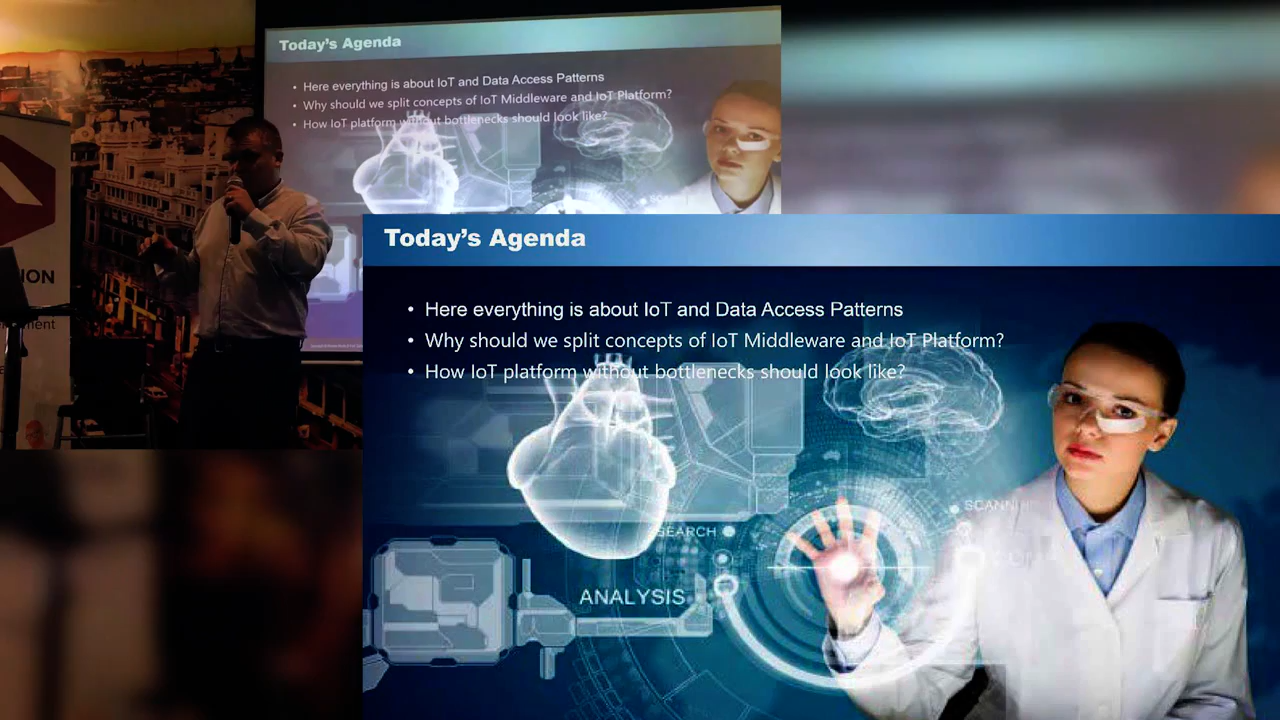 Today's Agenda
• Here everything is about IoT and Data Access Patterns
• Why should we split concepts of IoT Middleware and IoT Platform?
• How IoT platform without bottlenecks should look like?
ION
ment
Today's Agenda
• Here everything is about IoT and Data Access Patterns
• Why should we split concepts of IoT Middleware and IoT Platform?
• How IoT platform without bottlenecks should look like?
SCANNI
SEARCH
ANALYSIS